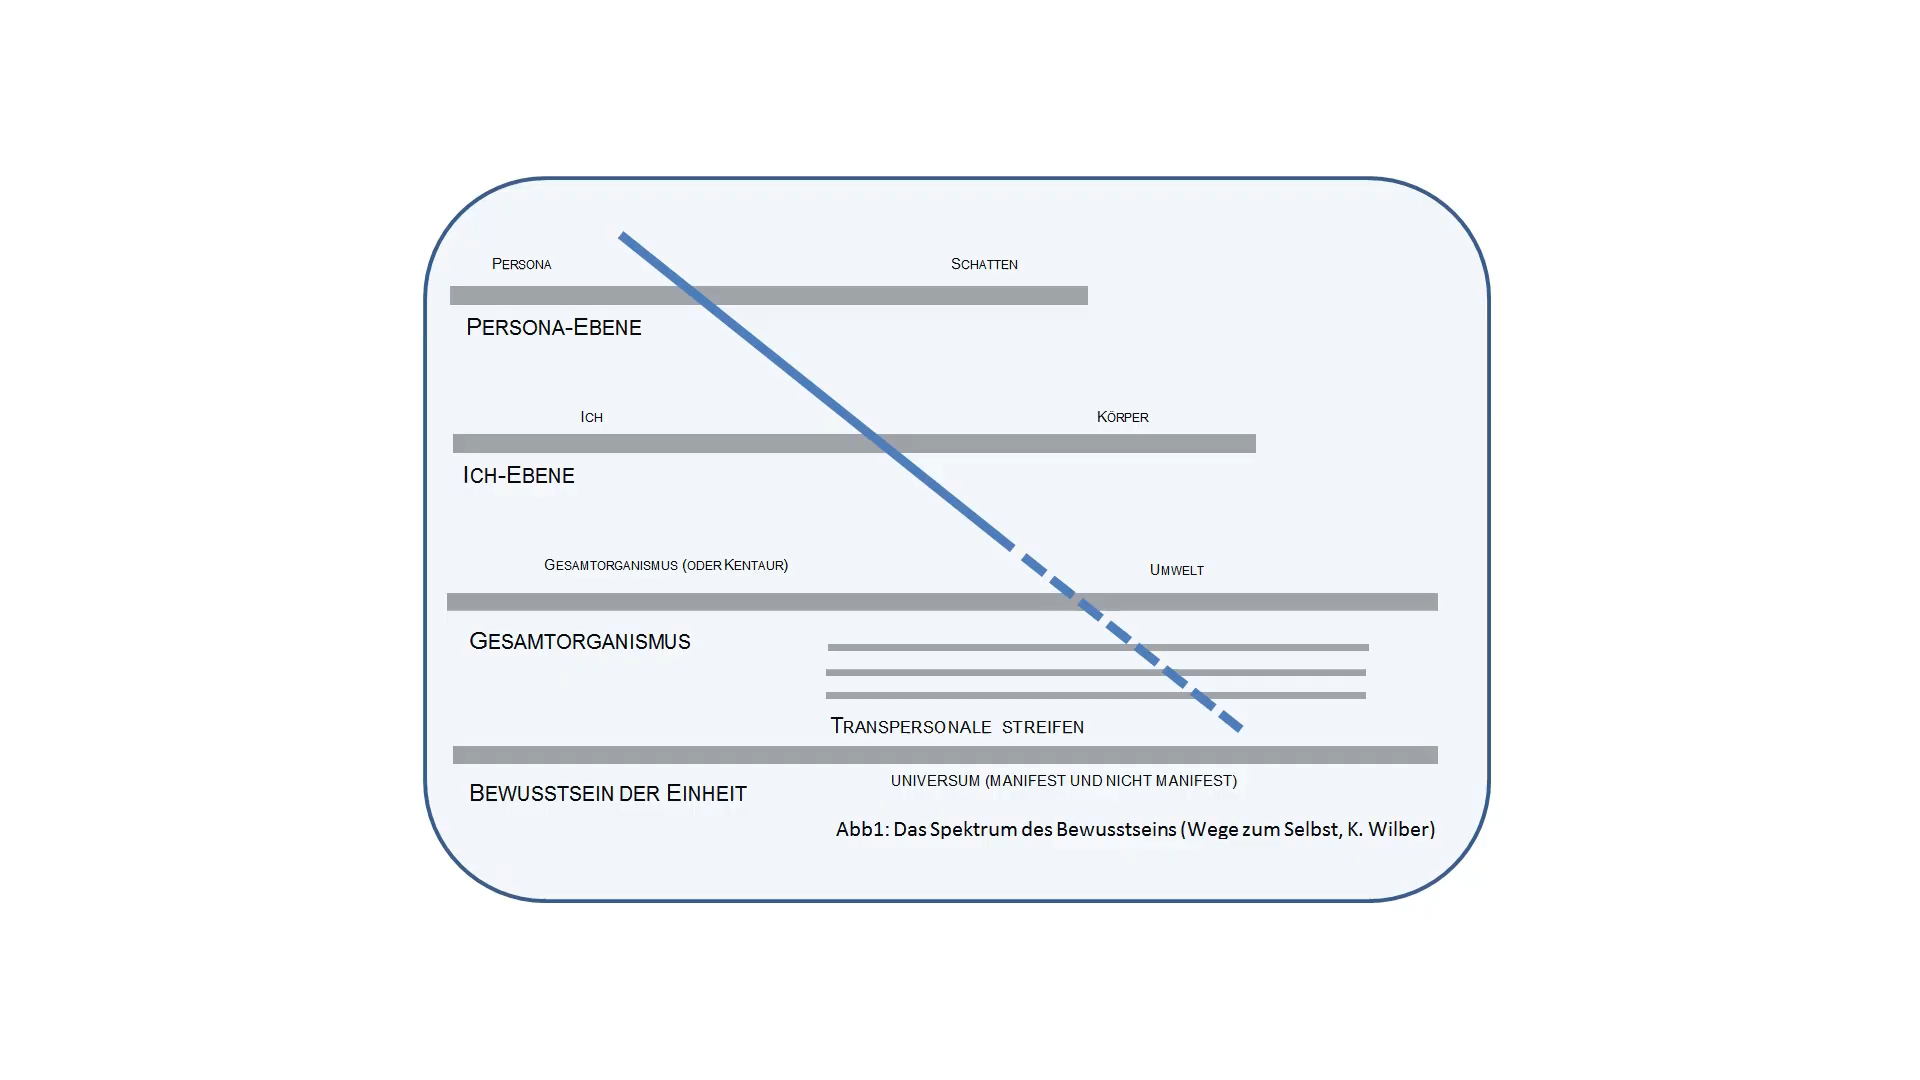 Persona Schatten
Persona-Ebene
Ich Körper
Ich-Ebene
Gesamtorganismus (oder Kentaur) Umwelt
Gesamtorganismus
Transpersonale streifen
Bewusstsein der Einheit universum (manifest und nicht manifest)
Abb1: Das Spektrum des Bewusstseins (Wege zum Selbst, K. Wilber)